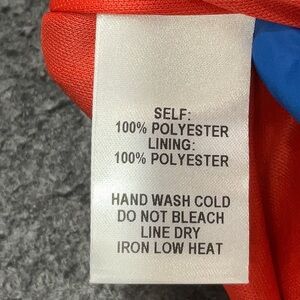 SELF:
100% POLYESTER
LINING:
100% POLYESTER
HAND WASH COLD
DO NOT BLEACH
LINE DRY
IRON LOW HEAT